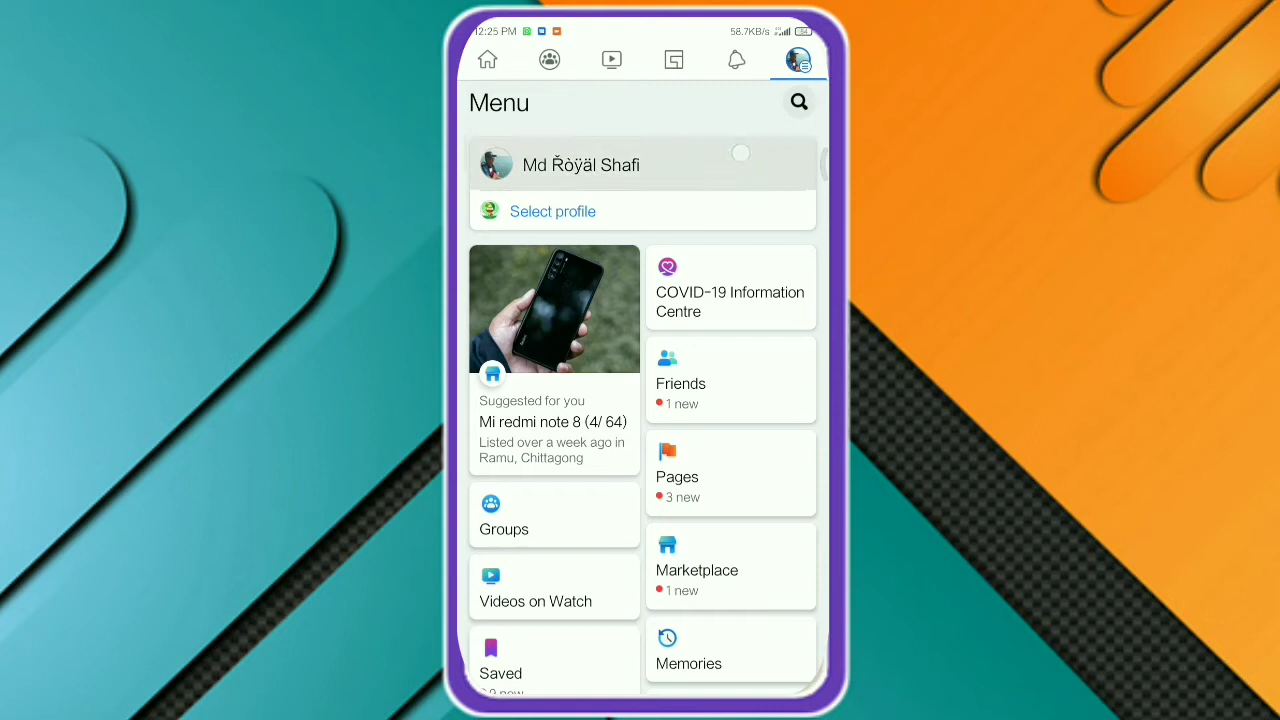 12:25 PM
58.7KB/s
54
Menu
Md Řòÿäl Shafi
Select profile
Suggested for you
Mi redmi note 8 (4/ 64)
Listed over a week ago in
Ramu, Chittagong
Groups
Videos on Watch
Saved
COVID-19 Information
Centre
Friends
1 new
Pages
3 new
Marketplace
1 new
Memories